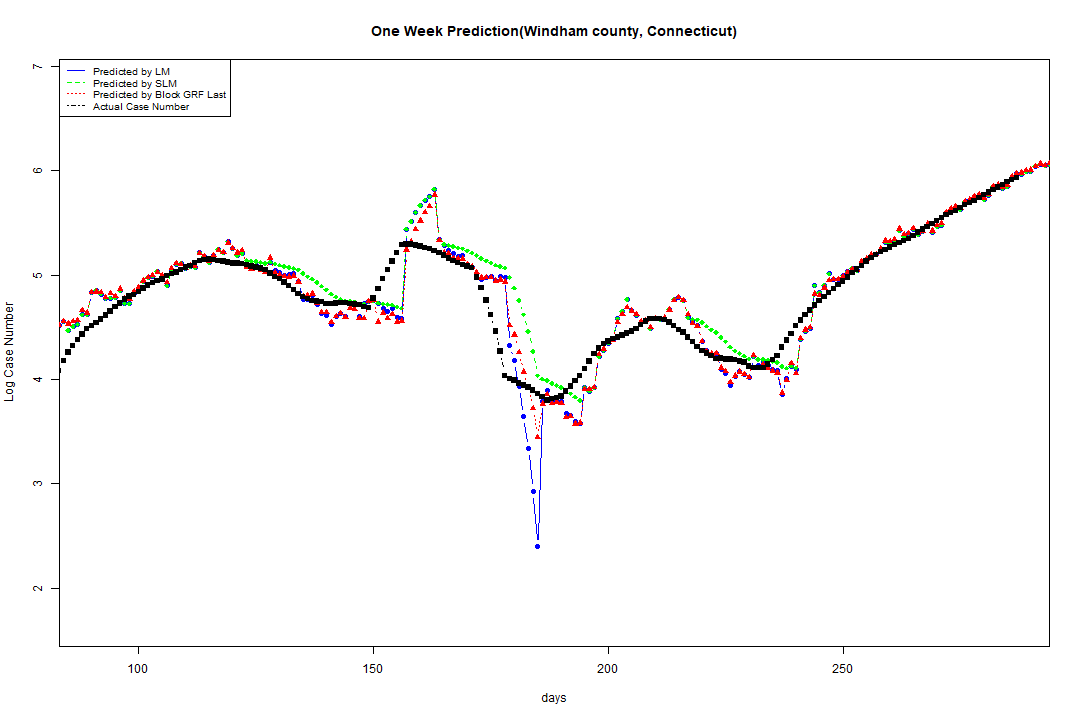 One Week Prediction(Windham county, Connecticut)
Predicted by LM
Predicted by SLM
Predicted by Block GRF Last
Actual Case Number
7
6
5
4
3
2
Log Case Number
100 150 200 250
days